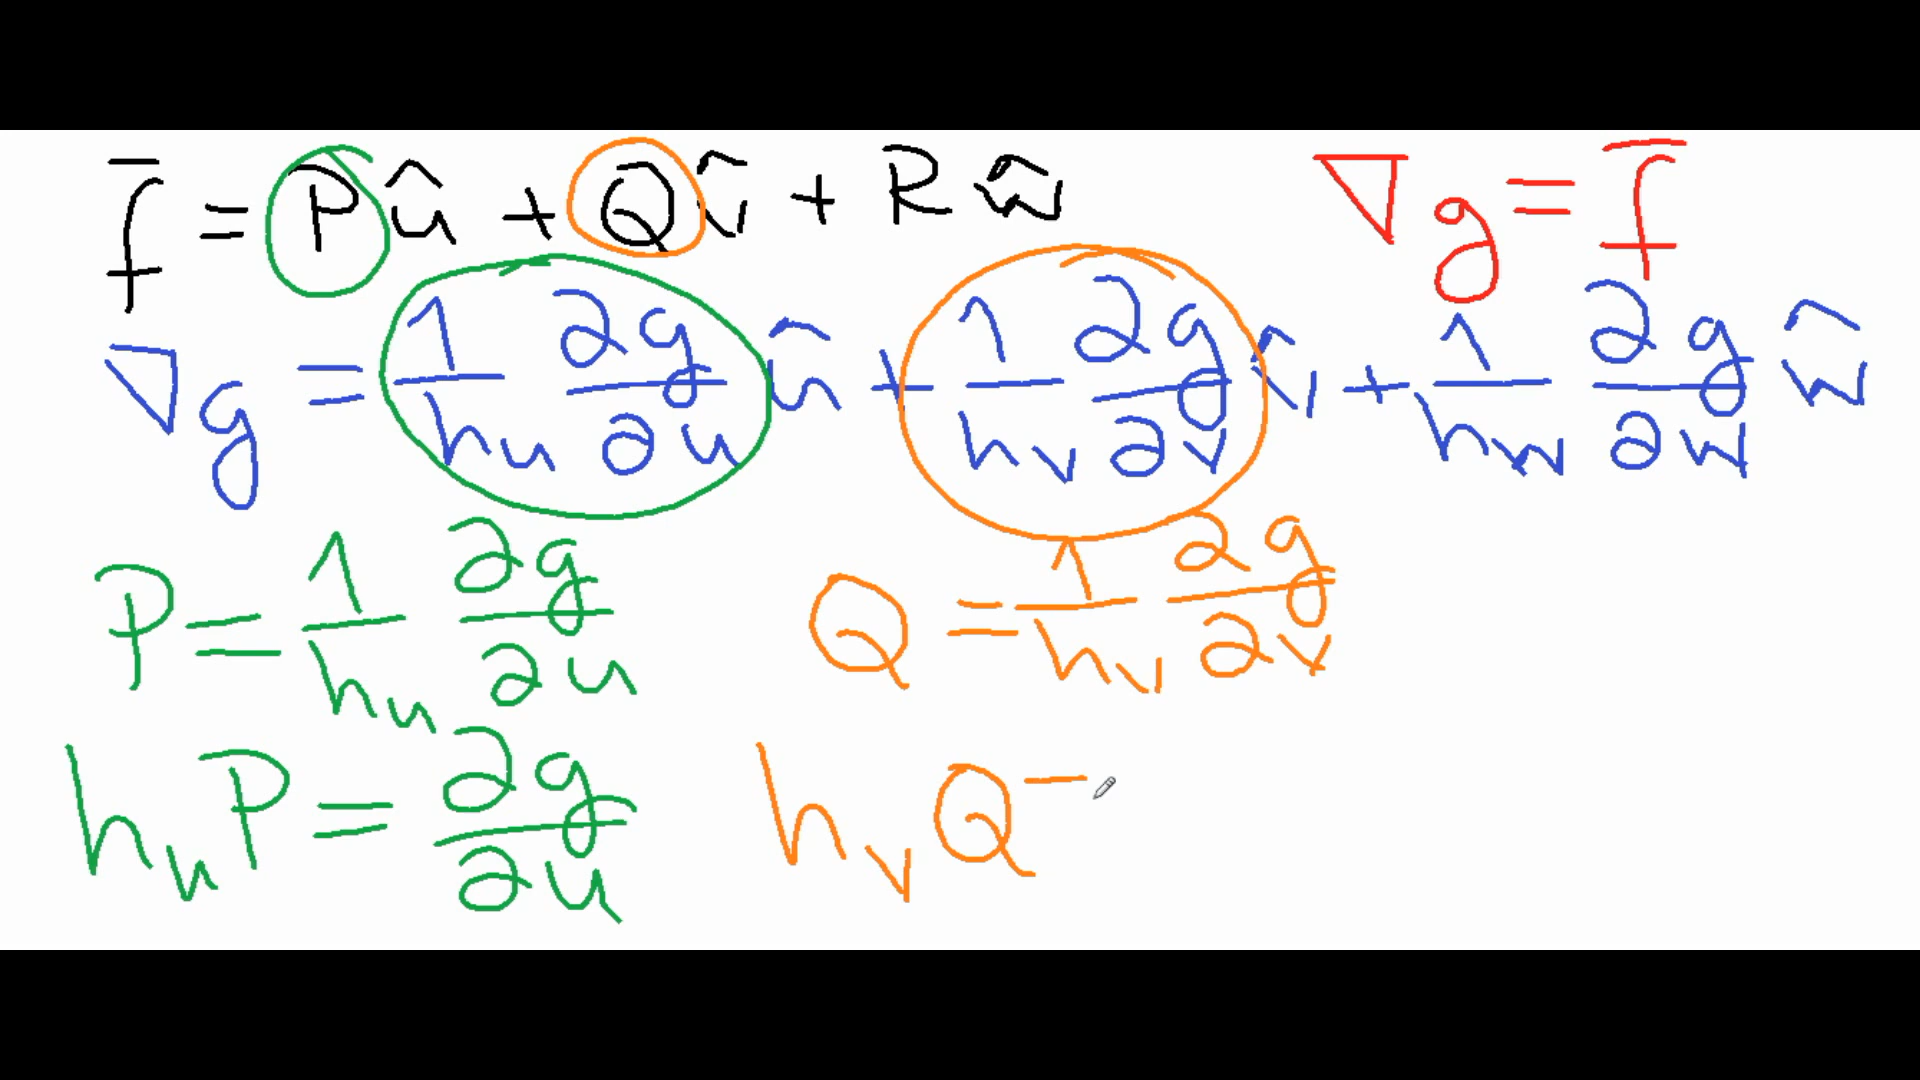 f̅ = P û + Q v̂ + R ŵ
∇g = f̅
∇g = 1/h_u ∂g/∂u û + 1/h_v ∂g/∂v v̂ + 1/h_w ∂g/∂w ŵ
P = 1/h_u ∂g/∂u
Q = 1/h_v ∂g/∂v
h_u P = ∂g/∂u
h_v Q −